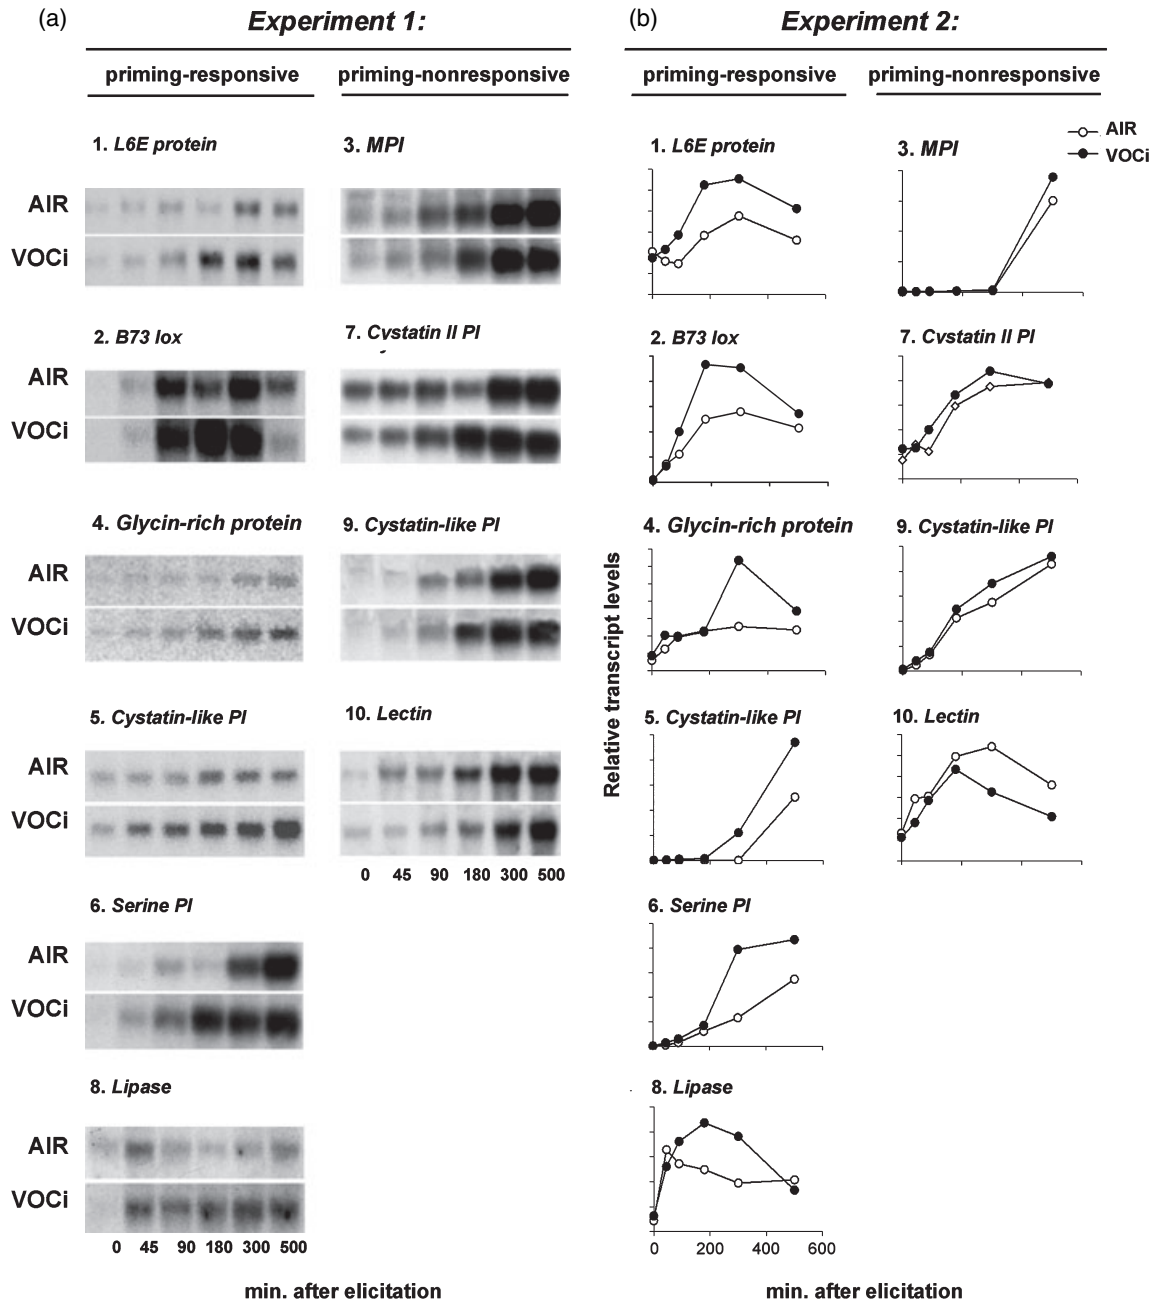 (a)
Experiment 1:
priming-responsive
priming-nonresponsive
1. L6E protein
AIR
VOCi
3. MPI
2. B73 lox
AIR
VOCi
7. Cystatin II PI
4. Glycin-rich protein
AIR
VOCi
9. Cystatin-like PI
5. Cystatin-like PI
AIR
VOCi
10. Lectin
0 45 90 180 300 500
6. Serine PI
AIR
VOCi
8. Lipase
AIR
VOCi
0 45 90 180 300 500
min. after elicitation
(b)
Experiment 2:
priming-responsive
priming-nonresponsive
AIR
VOCi
1. L6E protein
3. MPI
2. B73 lox
7. Cystatin II PI
4. Glycin-rich protein
9. Cystatin-like PI
Relative transcript levels
5. Cystatin-like PI
10. Lectin
6. Serine PI
8. Lipase
0 200 400 600
min. after elicitation